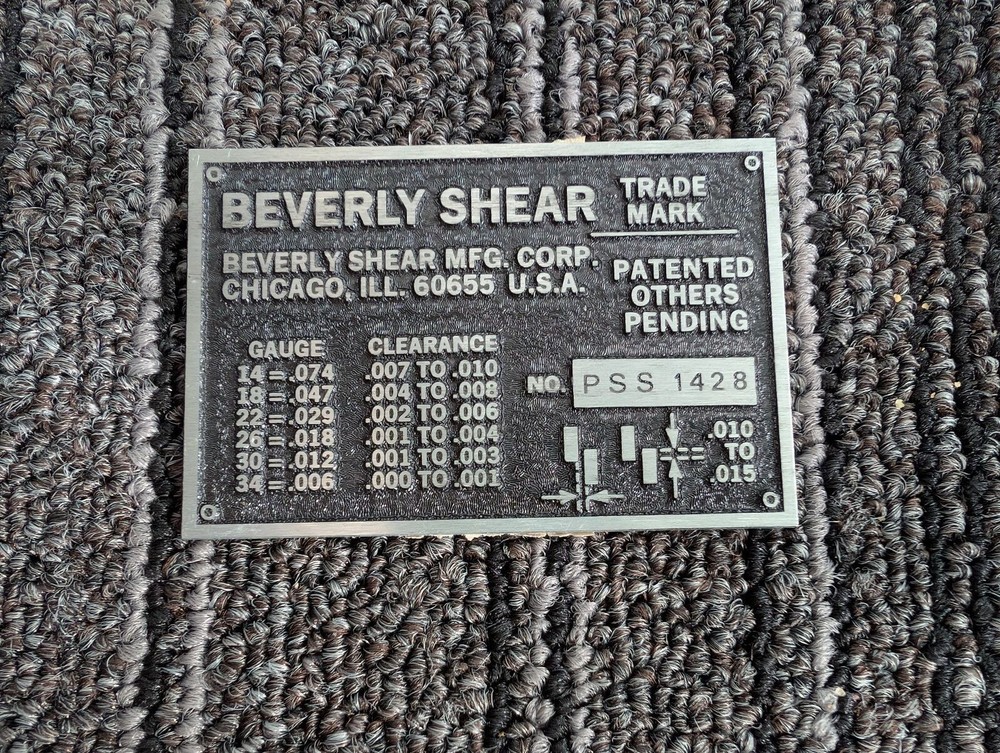 BEVERLY SHEAR
TRADE
MARK
BEVERLY SHEAR MFG. CORP.
CHICAGO, ILL. 60655 U.S.A.
PATENTED
OTHERS
PENDING
GAUGE CLEARANCE
14 = .074 .007 TO .010
18 = .047 .004 TO .008
22 = .029 .002 TO .006
26 = .018 .001 TO .004
30 = .012 .001 TO .003
34 = .006 .000 TO .001
NO. PSS 1428
.010
TO
.015